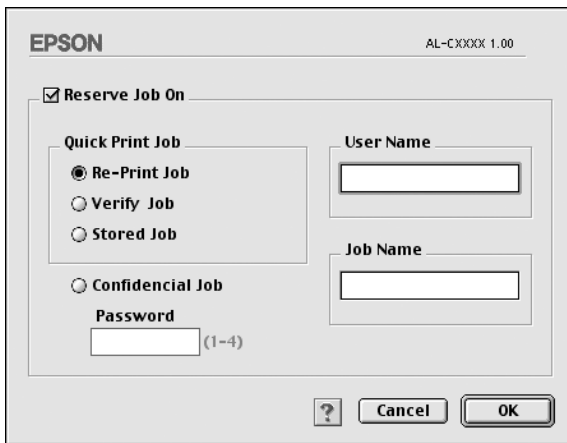 EPSON
AL-CXXXX 1.00
Reserve Job On
Quick Print Job
Re-Print Job
Verify Job
Stored Job
Confidencial Job
Password
(1-4)
User Name
Job Name
?
Cancel
OK